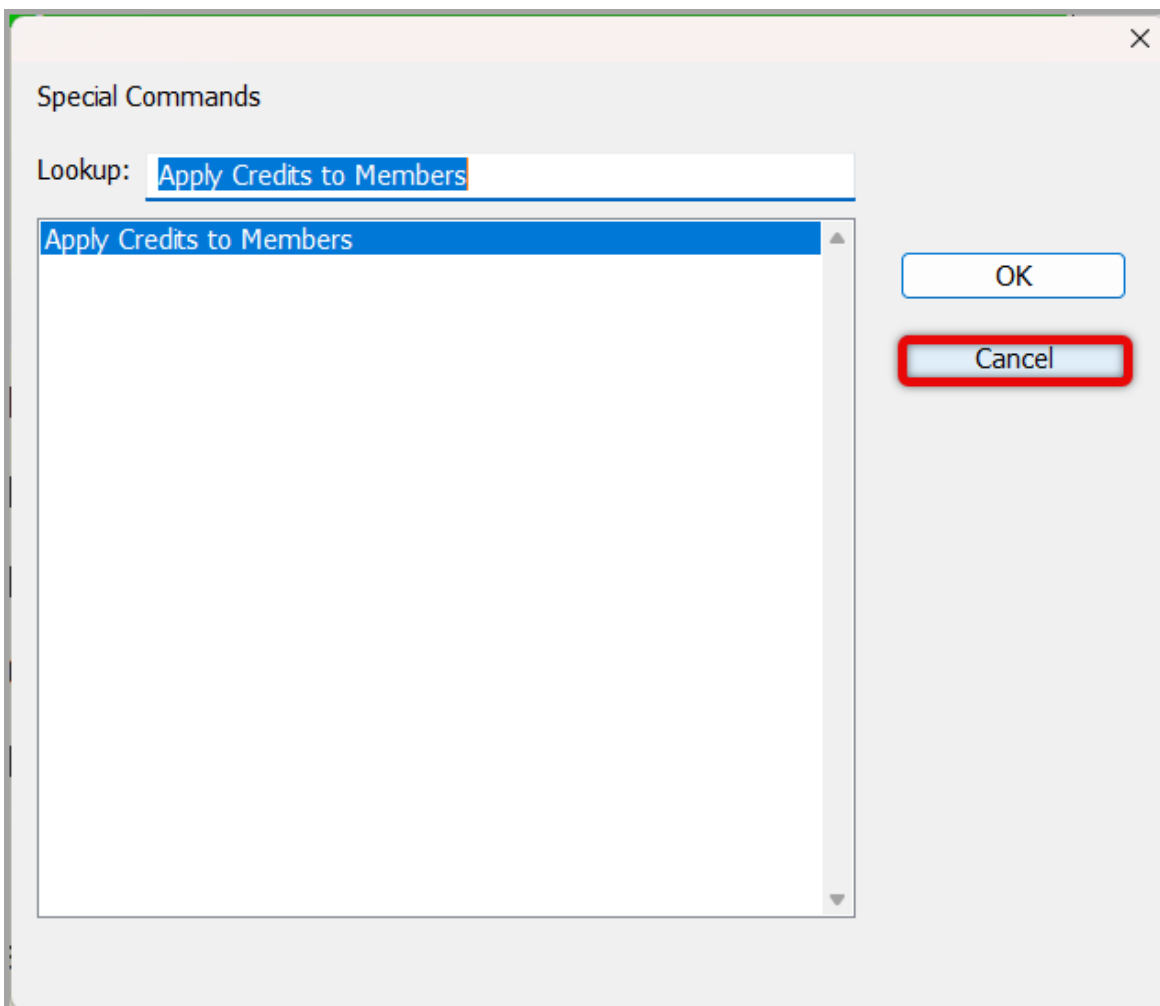 Special Commands
Lookup: Apply Credits to Members
Apply Credits to Members
OK
Cancel